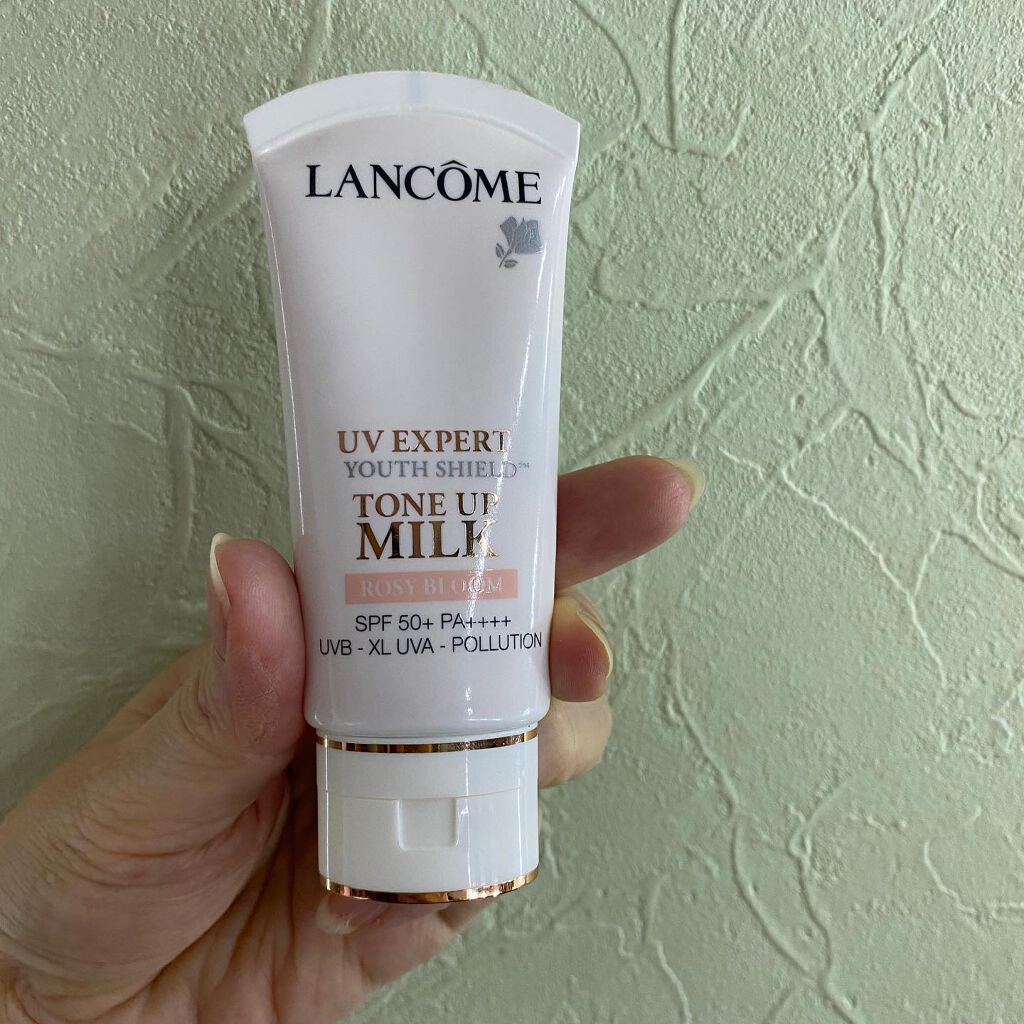 LANCÔME
UV EXPERT
YOUTH SHIELD™
TONE UP
MILK
ROSY BLOOM
SPF 50+ PA++++
UVB - XL UVA - POLLUTION